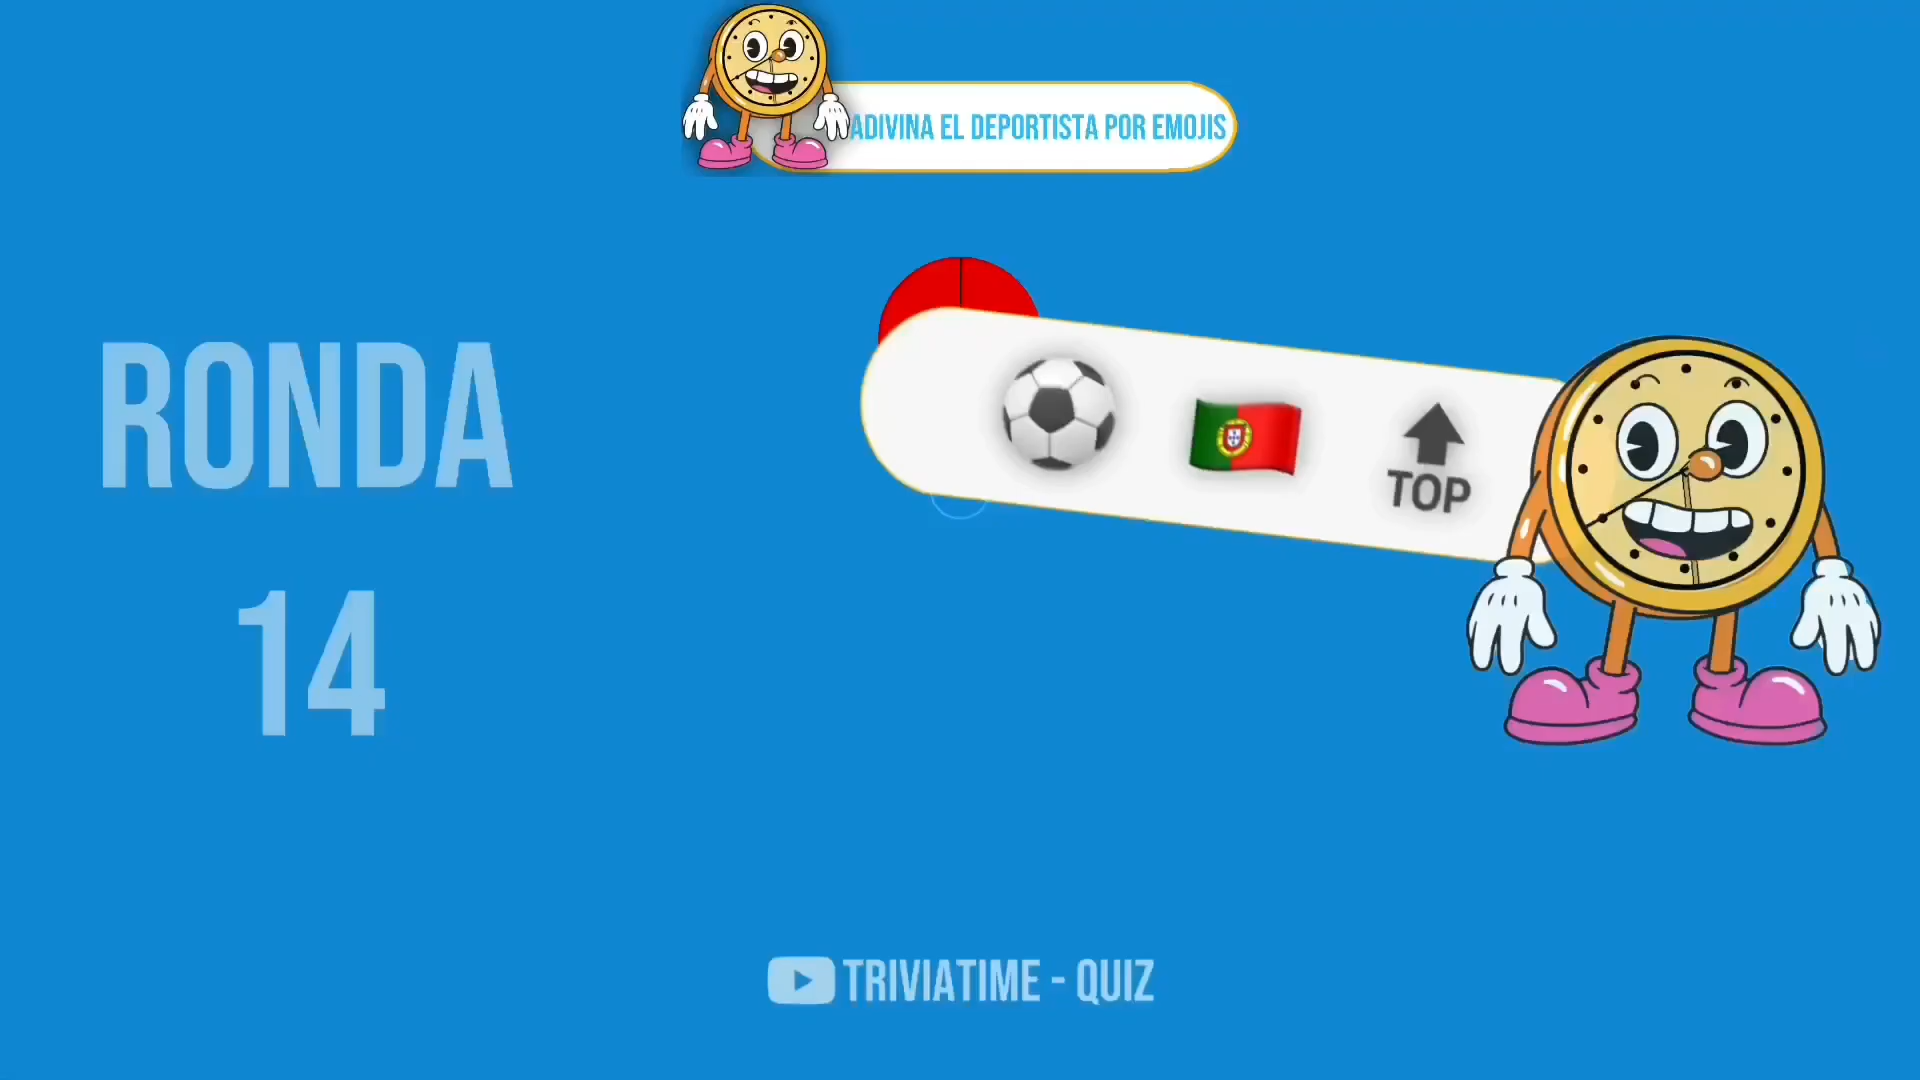 ADIVINA EL DEPORTISTA POR EMOJIS
RONDA
14
TOP
TRIVIATIME - QUIZ